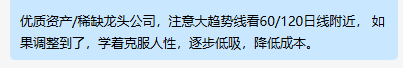 优质资产/稀缺龙头公司，注意大趋势线看60/120日线附近， 如
果调整到了，学着克服人性，逐步低吸，降低成本。